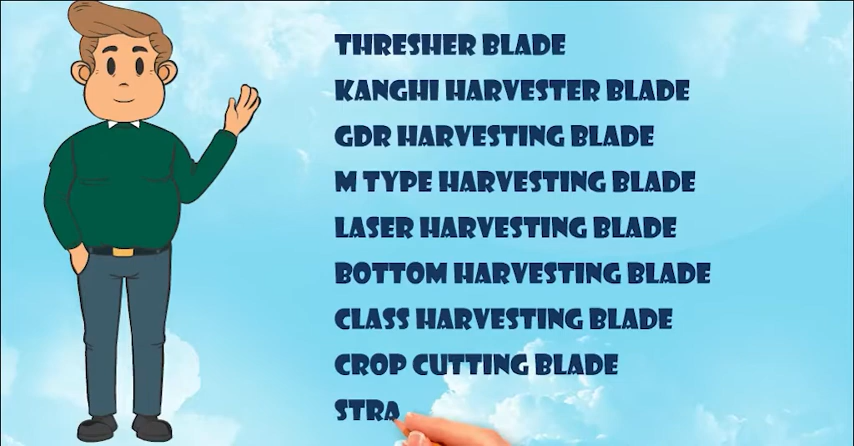 THRESHER BLADE
KANGHI HARVESTER BLADE
GDR HARVESTING BLADE
M TYPE HARVESTING BLADE
LASER HARVESTING BLADE
BOTTOM HARVESTING BLADE
CLASS HARVESTING BLADE
CROP CUTTING BLADE
STRA